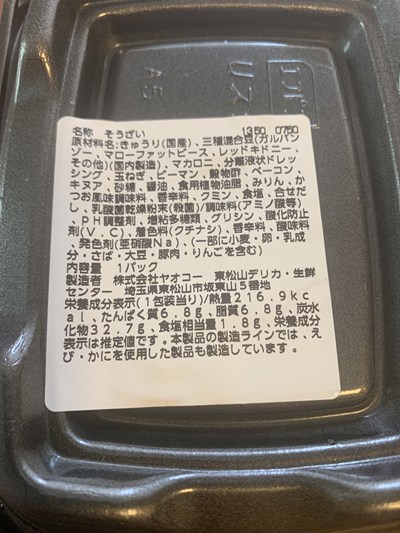 エフピコ
USス
A.5
名称 そうざい 1350 0750
原材料名:きゅうり(国産)、三種混合豆(ガルバン
ゾー、マローファットピース、レッドキドニー、
その他)(国内製造)、マカロニ、分離液状ドレッ
シング、玉ねぎ、ピーマン、穀物酢、ベーコン、
キヌア、砂糖、醤油、食用植物油脂、みりん、か
つお風味調味料、香辛料、クミン、食塩、合せだ
し、乳酸菌乾燥粉末(殺菌)/調味料(アミノ酸等)
、pH調整剤、増粘多糖類、グリシン、酸化防止
剤(V.C)、着色料(クチナシ)、香辛料、酸味料
、発色剤(亜硝酸Na)、(一部に小麦・卵・乳成
分・さば・大豆・豚肉・りんごを含む)
内容量 1パック
製造者 株式会社ヤオコー 東松山デリカ・生鮮
センター 埼玉県東松山市坂東山5番地
栄養成分表示(1包装当り)/熱量216.9kc
al、たんぱく質6.8g、脂質6.8g、炭水
化物32.7g、食塩相当量1.8g、栄養成分
表示は推定値です。本製品の製造ラインでは、え
び・かにを使用した製品も製造しています。